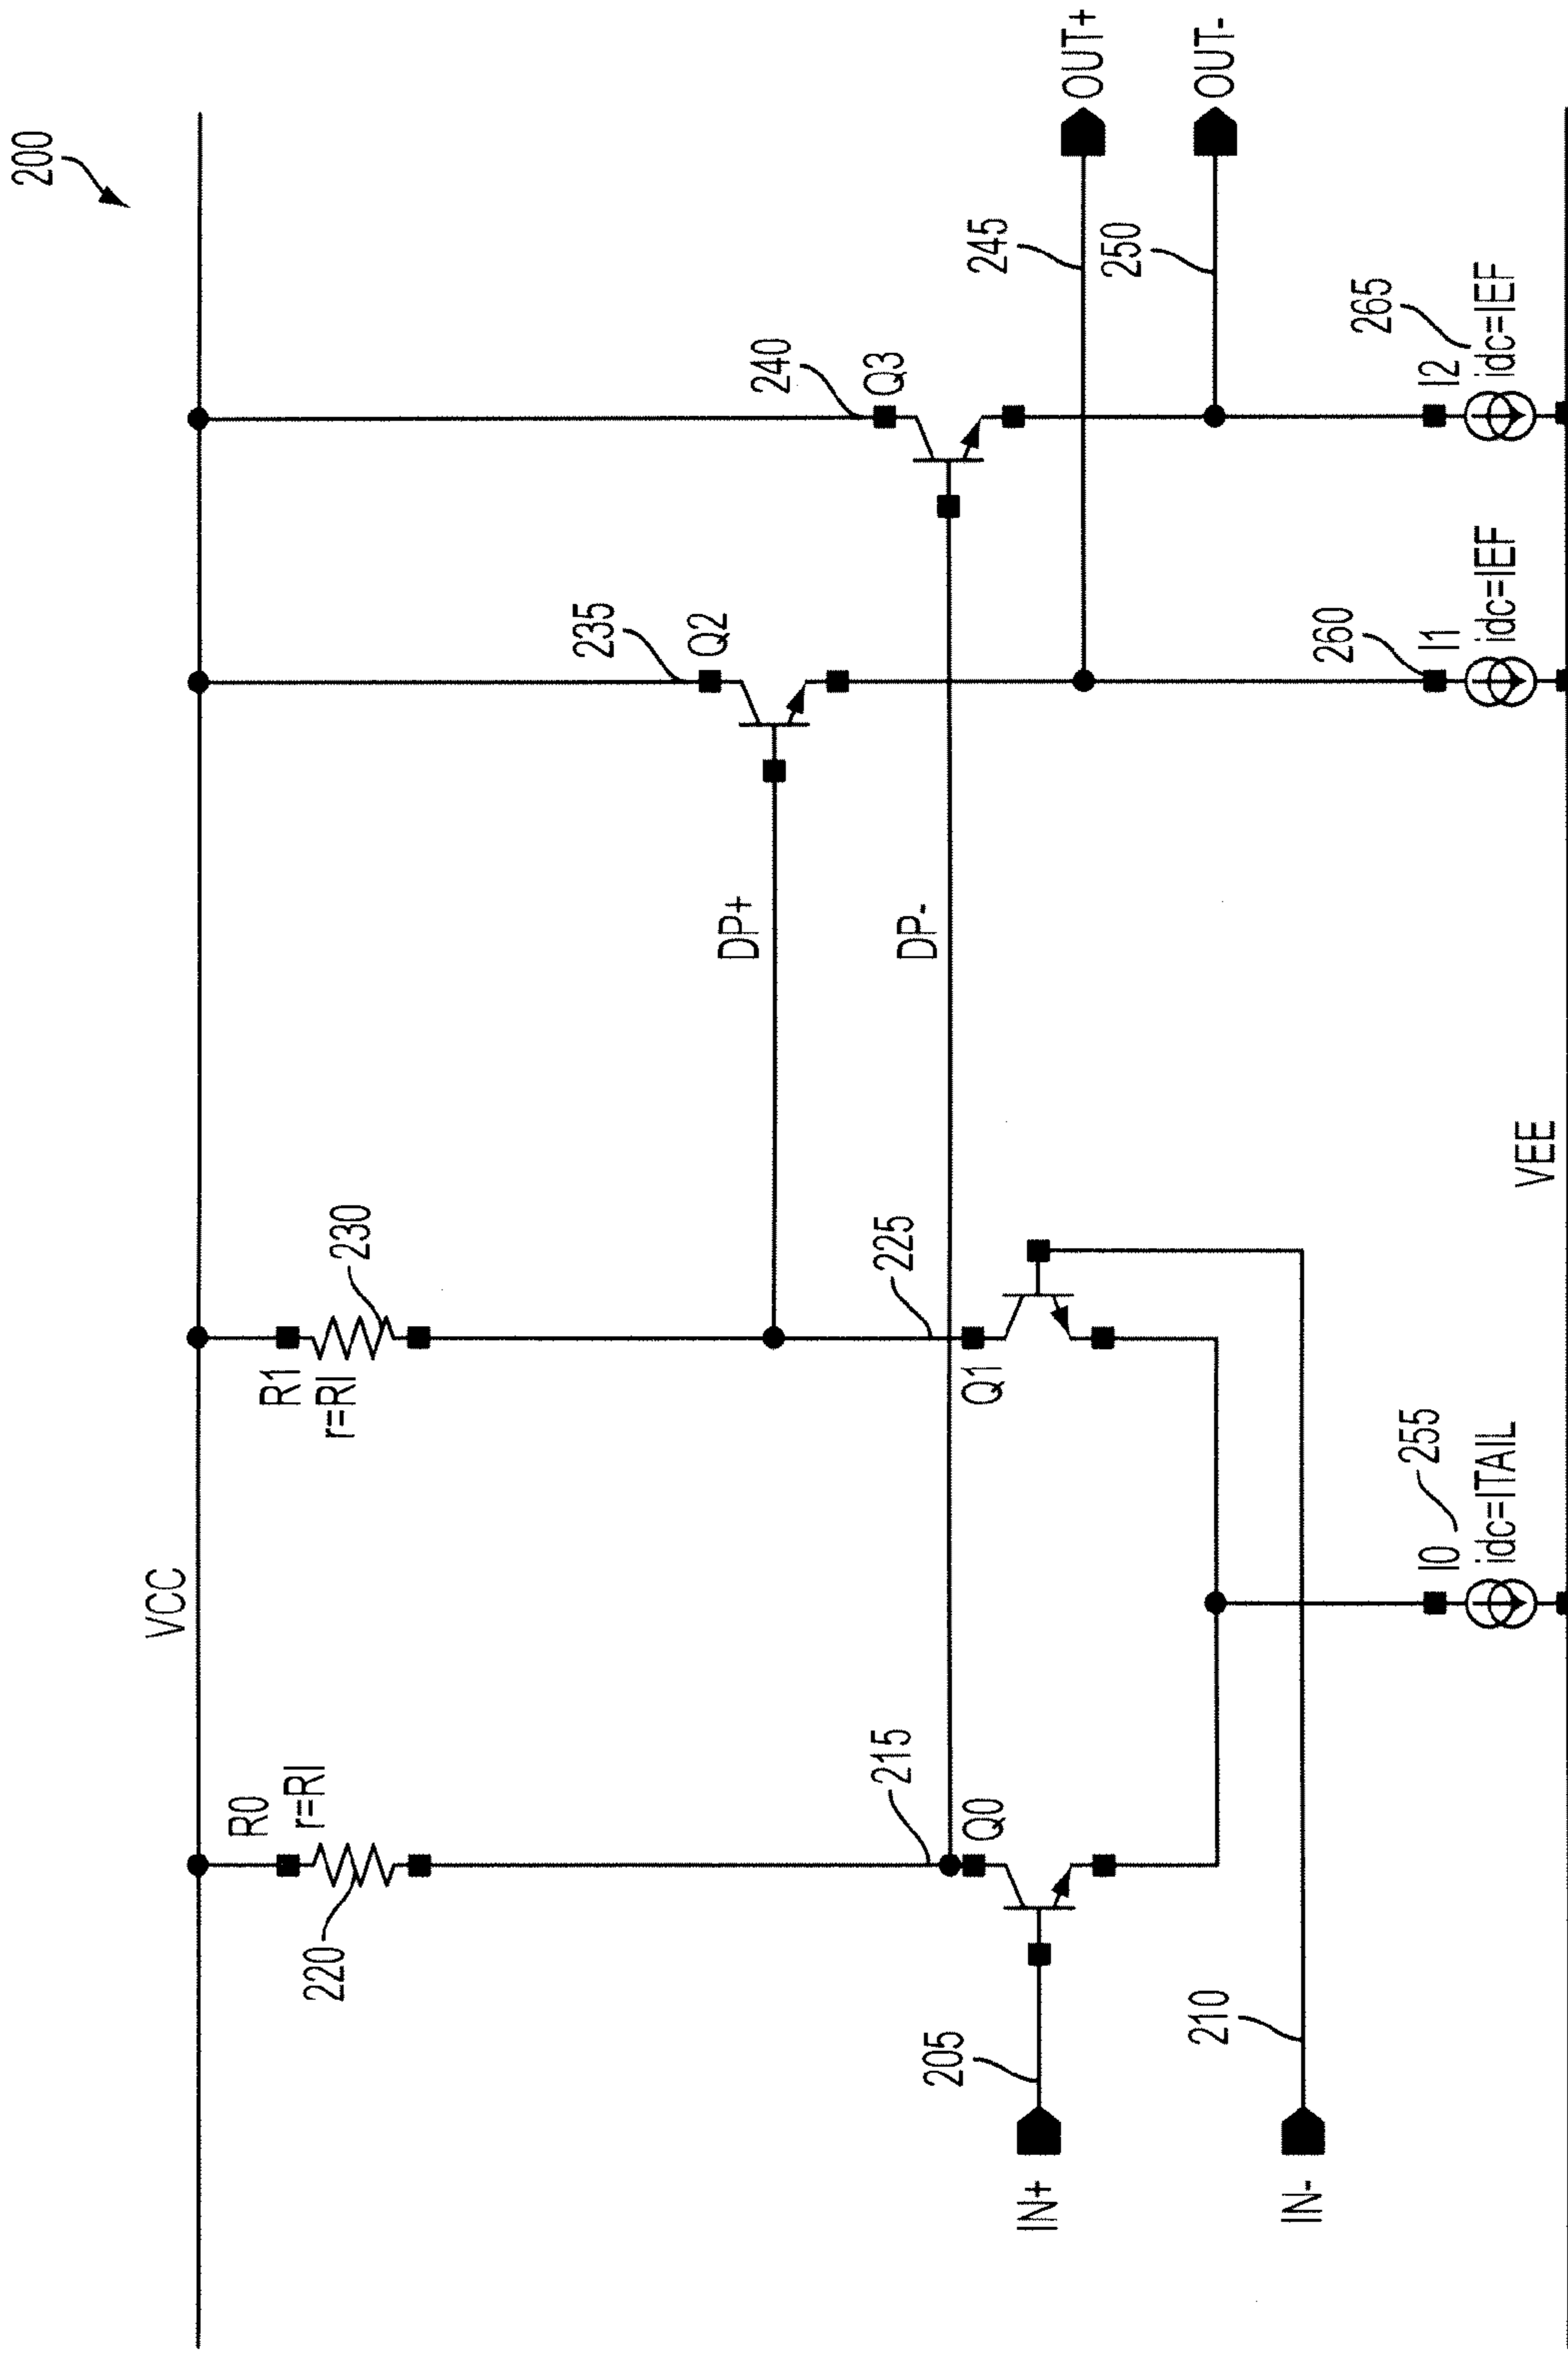 200
VCC
R0
r=RI
220
R1
r=RI
230
235
Q2
240
Q3
DP+
DP-
215
Q0
225
Q1
205
IN+
210
IN-
245
OUT+
250
OUT-
I0
255
idc=ITAIL
260
I1
idc=IEF
265
I2
idc=IEF
VEE